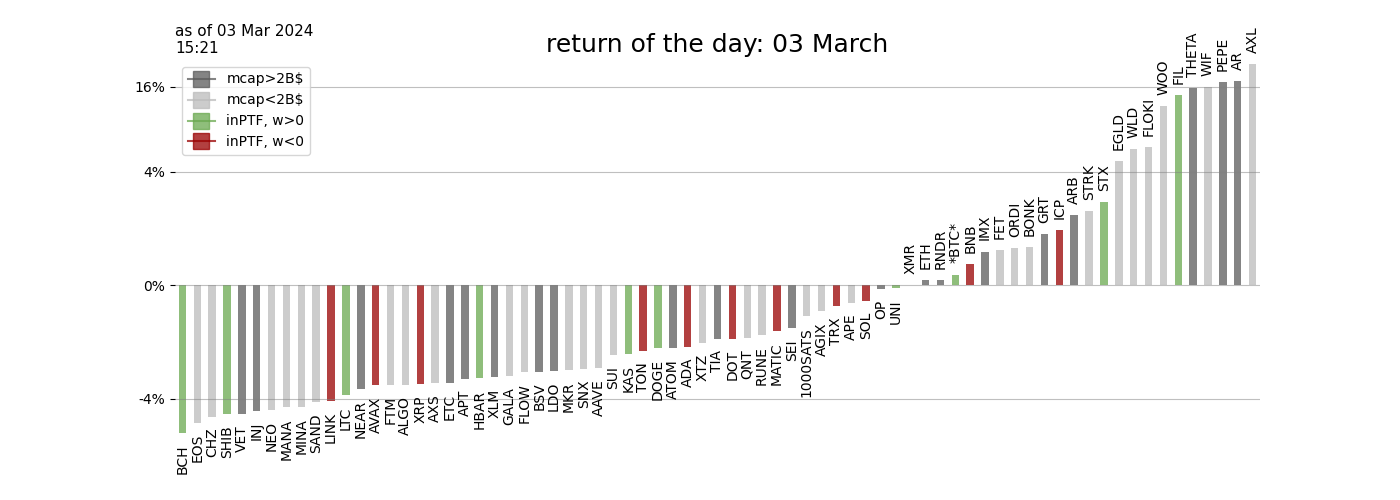 as of 03 Mar 2024
15:21
return of the day: 03 March
mcap>2B$
mcap<2B$
inPTF, w>0
inPTF, w<0
16%
4%
0%
-4%
BCH
EOS
CHZ
SHIB
VET
INJ
NEO
MANA
MINA
SAND
LINK
LTC
NEAR
AVAX
FTM
ALGO
XRP
AXS
ETC
APT
HBAR
XLM
GALA
FLOW
BSV
LDO
MKR
SNX
AAVE
SUI
KAS
TON
DOGE
ATOM
ADA
XTZ
TIA
DOT
QNT
RUNE
MATIC
SEI
1000SATS
AGIX
TRX
APE
SOL
OP
UNI
XMR
ETH
RNDR
*BTC*
BNB
IMX
FET
ORDI
BONK
GRT
ICP
ARB
STRK
STX
EGLD
WLD
FLOKI
WOO
FIL
THETA
WIF
PEPE
AR
AXL